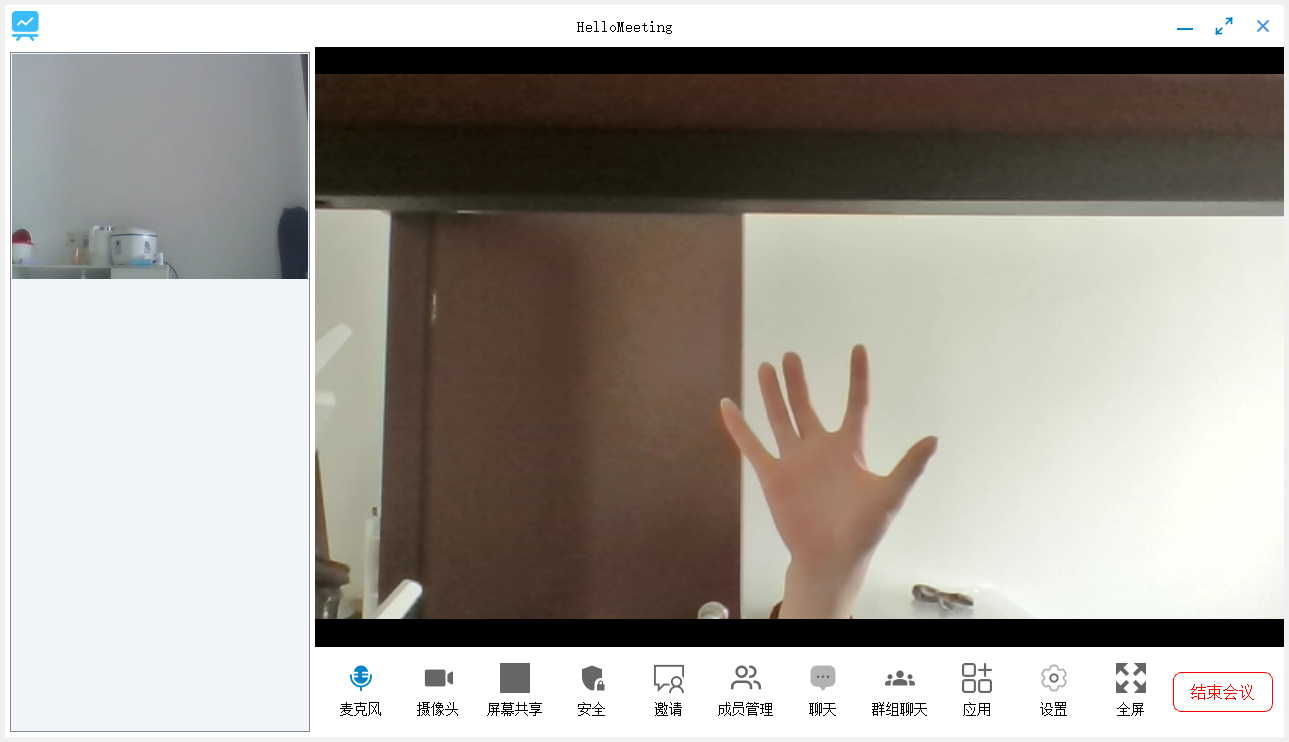 HelloMeeting
麦克风
摄像头
屏幕共享
安全
邀请
成员管理
聊天
群组聊天
应用
设置
全屏
结束会议